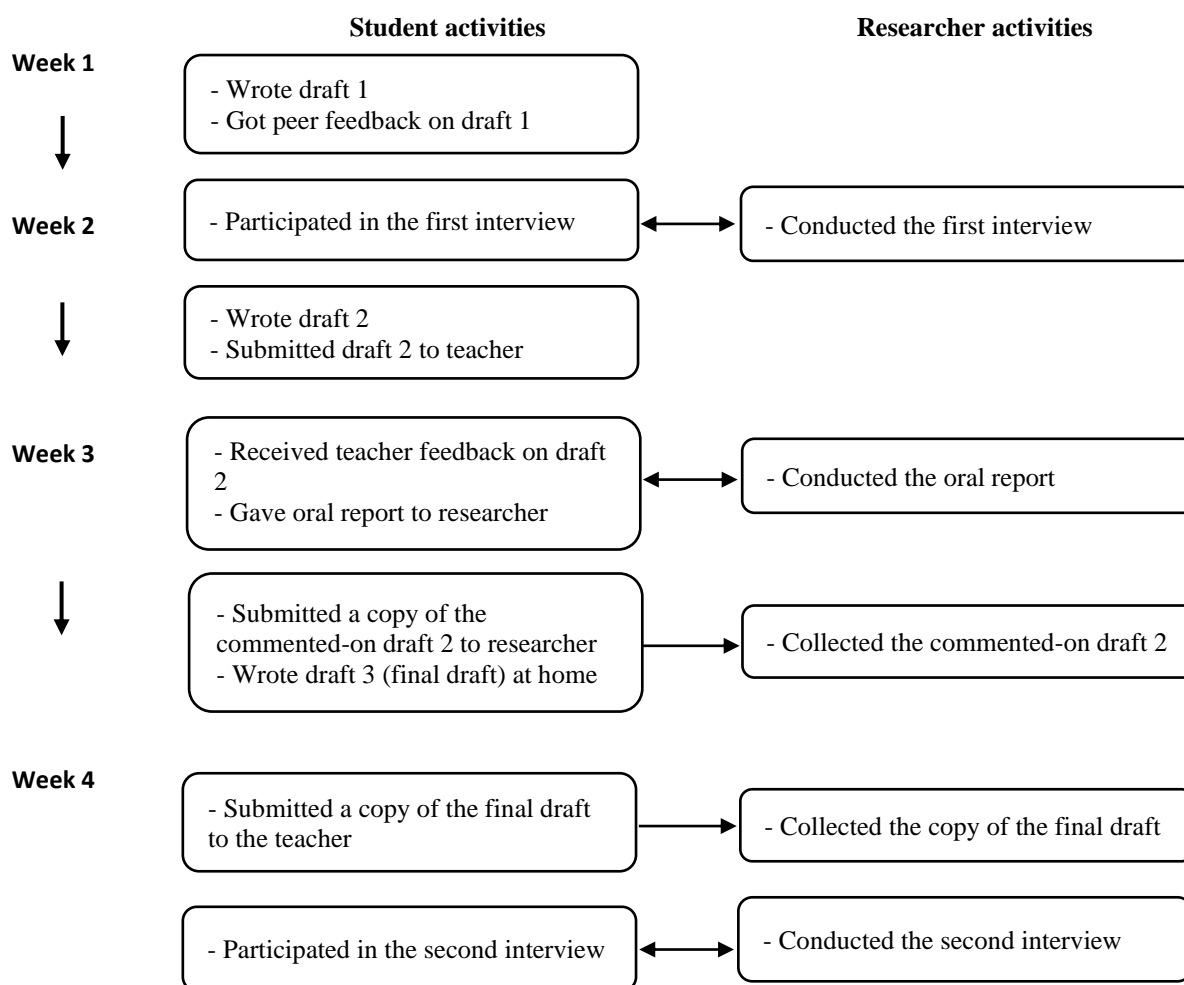 Student activities
Researcher activities
Week 1
- Wrote draft 1
- Got peer feedback on draft 1
Week 2
- Participated in the first interview
- Conducted the first interview
- Wrote draft 2
- Submitted draft 2 to teacher
Week 3
- Received teacher feedback on draft
2
- Gave oral report to researcher
- Conducted the oral report
- Submitted a copy of the
commented-on draft 2 to researcher
- Wrote draft 3 (final draft) at home
- Collected the commented-on draft 2
Week 4
- Submitted a copy of the final draft
to the teacher
- Collected the copy of the final draft
- Participated in the second interview
- Conducted the second interview